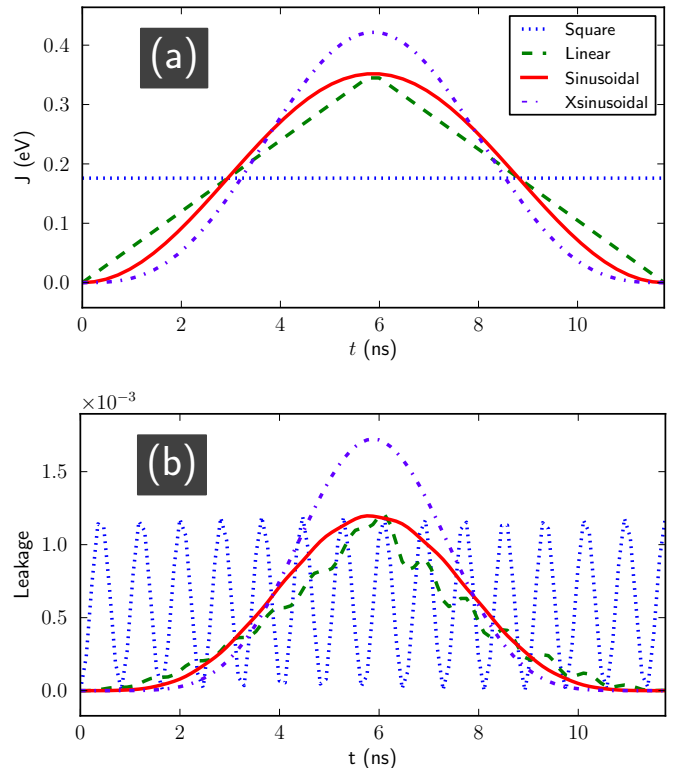 (a)
Square
Linear
Sinusoidal
Xsinusoidal
J (eV)
0.4
0.3
0.2
0.1
0.0
0 2 4 6 8 10
t (ns)
×10⁻³
(b)
Leakage
1.5
1.0
0.5
0.0
0 2 4 6 8 10
t (ns)